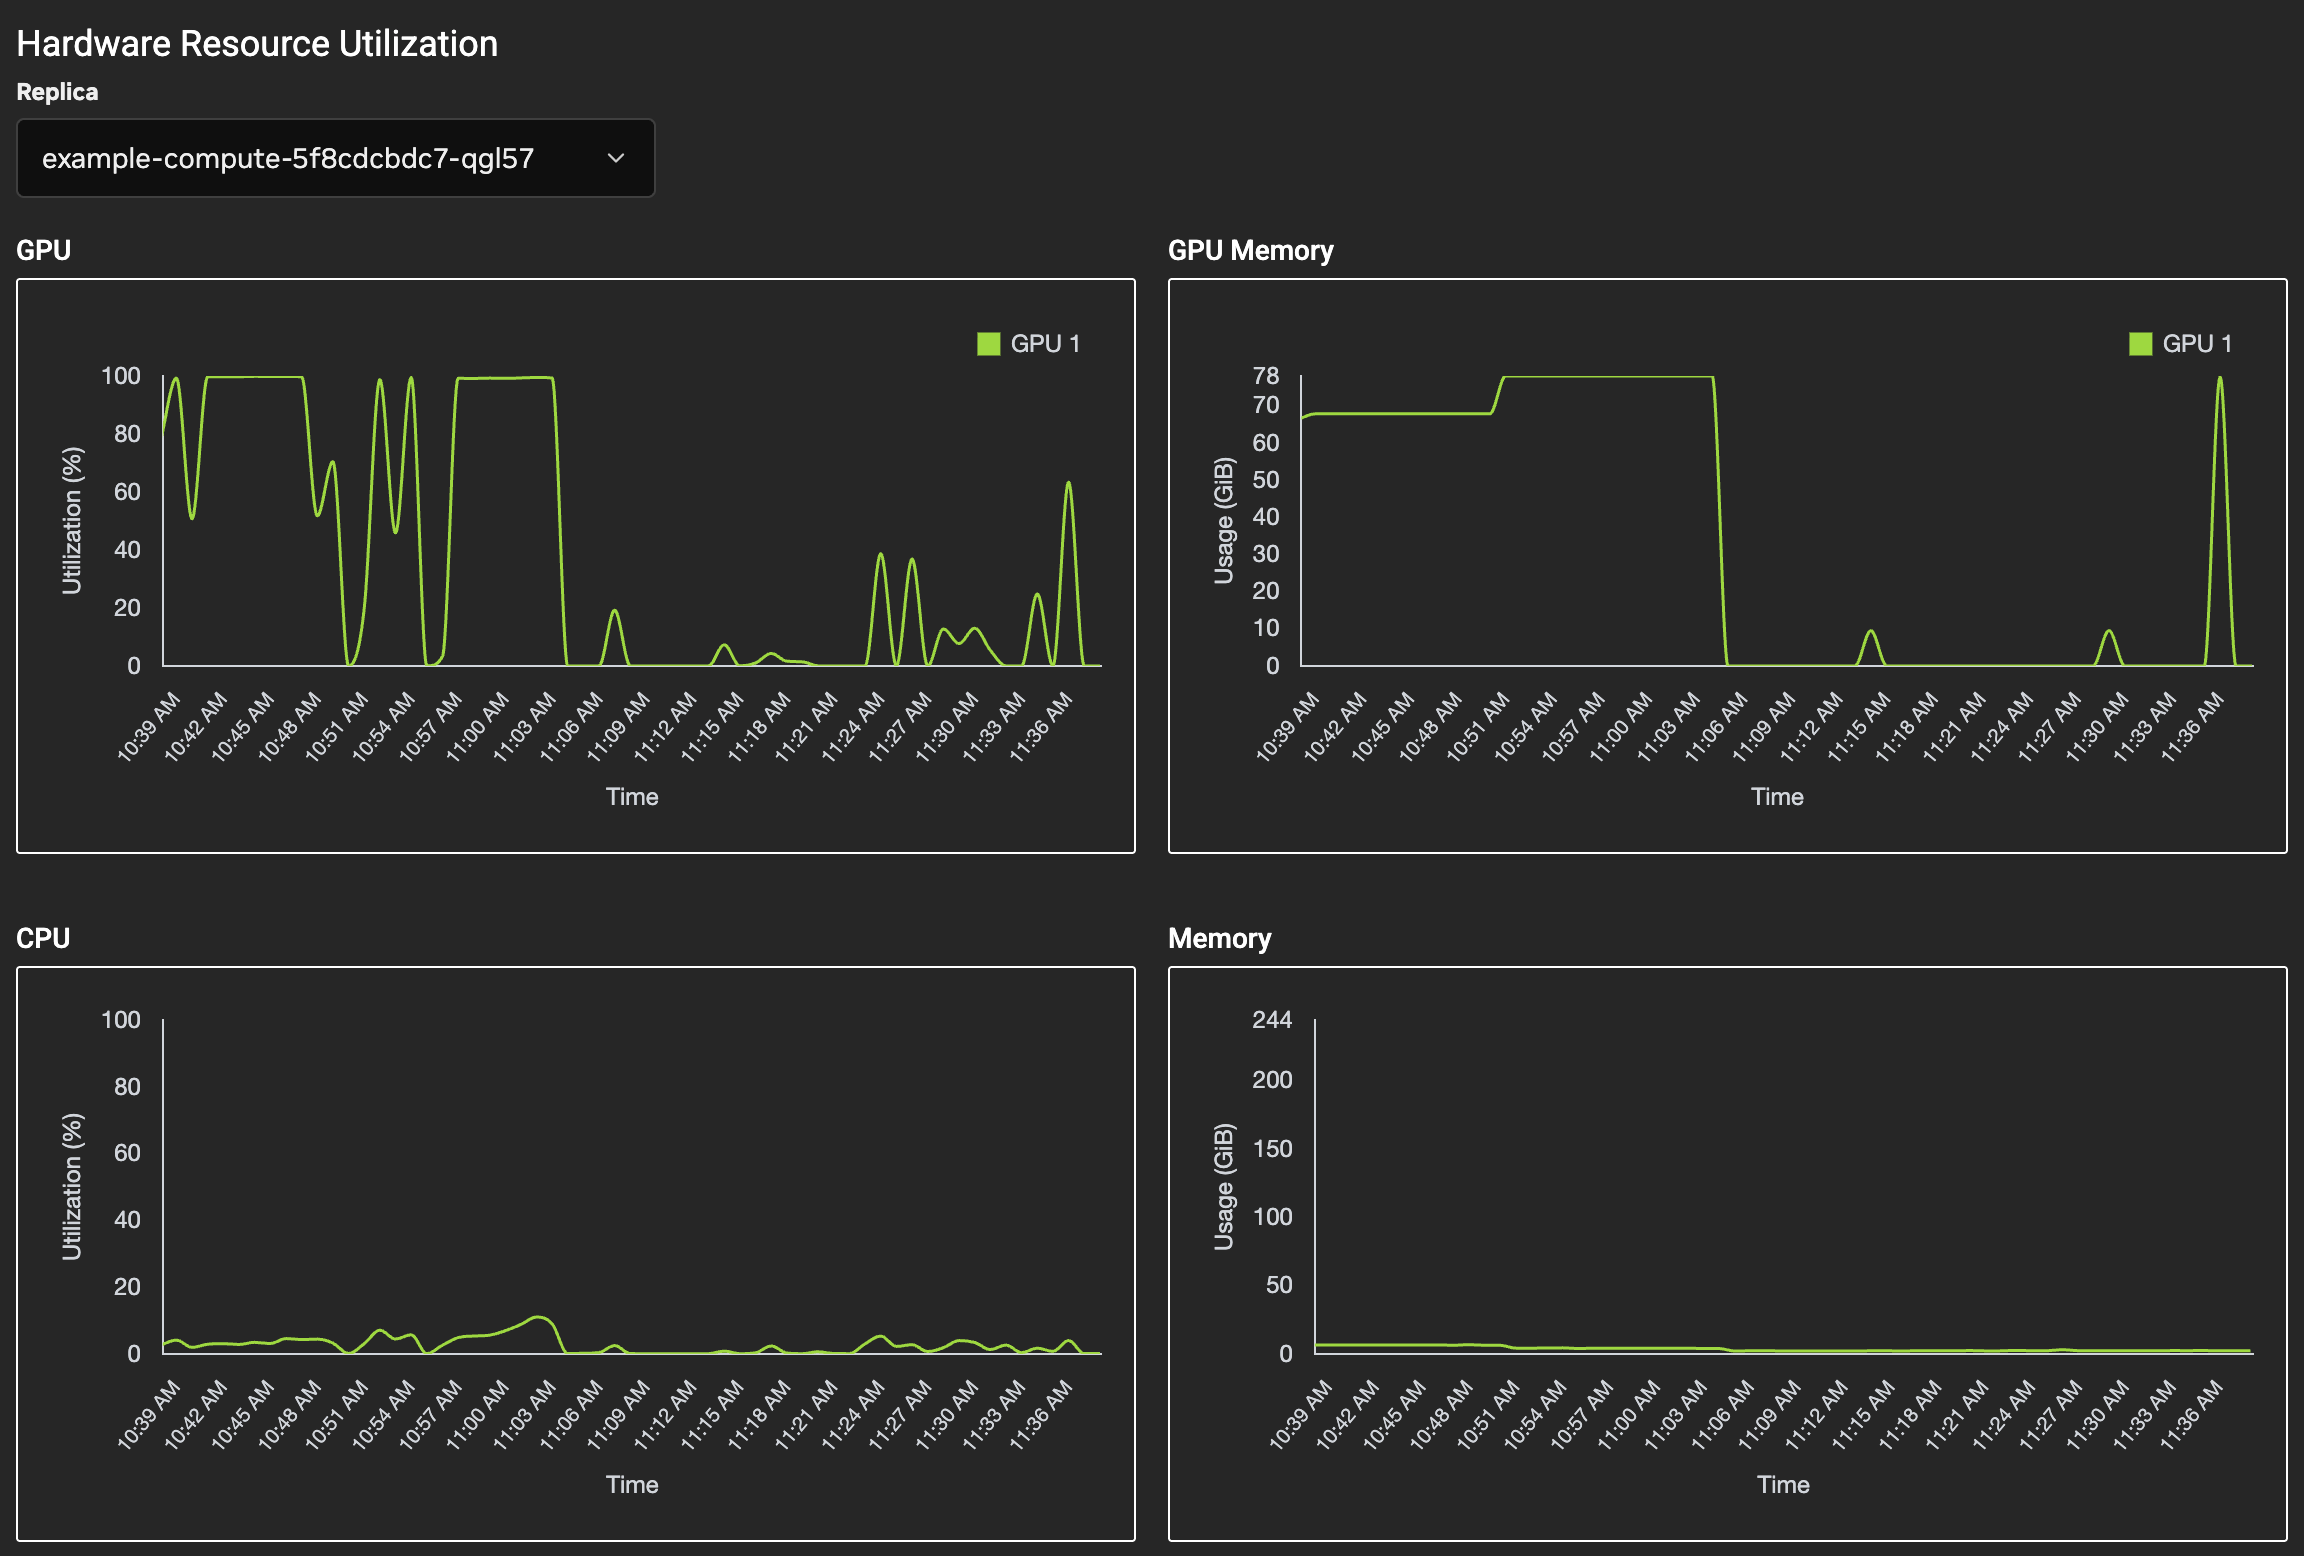 Hardware Resource Utilization
Replica
example-compute-5f8cdcbdc7-qgl57
GPU
GPU 1
100
80
60
40
20
0
Utilization (%)
10:39 AM
10:42 AM
10:45 AM
10:48 AM
10:51 AM
10:54 AM
10:57 AM
11:00 AM
11:03 AM
11:06 AM
11:09 AM
11:12 AM
11:15 AM
11:18 AM
11:21 AM
11:24 AM
11:27 AM
11:30 AM
11:33 AM
11:36 AM
Time
GPU Memory
GPU 1
78
70
60
50
40
30
20
10
0
Usage (GiB)
10:39 AM
10:42 AM
10:45 AM
10:48 AM
10:51 AM
10:54 AM
10:57 AM
11:00 AM
11:03 AM
11:06 AM
11:09 AM
11:12 AM
11:15 AM
11:18 AM
11:21 AM
11:24 AM
11:27 AM
11:30 AM
11:33 AM
11:36 AM
Time
CPU
100
80
60
40
20
0
Utilization (%)
10:39 AM
10:42 AM
10:45 AM
10:48 AM
10:51 AM
10:54 AM
10:57 AM
11:00 AM
11:03 AM
11:06 AM
11:09 AM
11:12 AM
11:15 AM
11:18 AM
11:21 AM
11:24 AM
11:27 AM
11:30 AM
11:33 AM
11:36 AM
Time
Memory
244
200
150
100
50
0
Usage (GiB)
10:39 AM
10:42 AM
10:45 AM
10:48 AM
10:51 AM
10:54 AM
10:57 AM
11:00 AM
11:03 AM
11:06 AM
11:09 AM
11:12 AM
11:15 AM
11:18 AM
11:21 AM
11:24 AM
11:27 AM
11:30 AM
11:33 AM
11:36 AM
Time